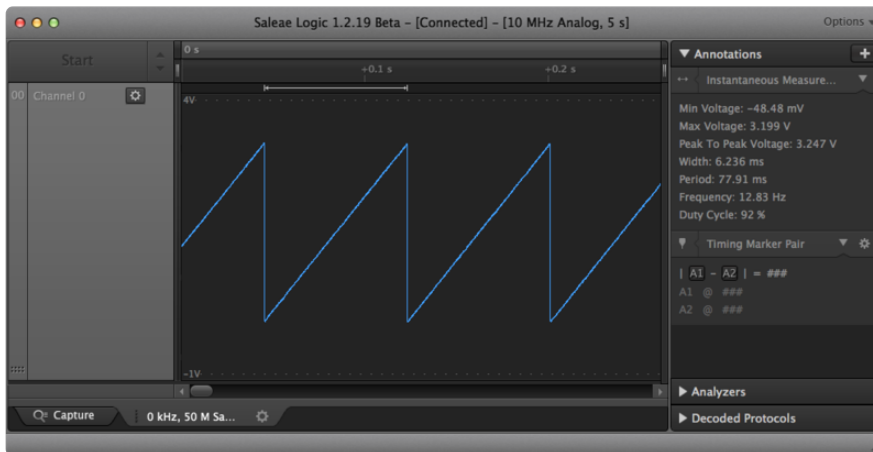 Saleae Logic 1.2.19 Beta - [Connected] - [10 MHz Analog, 5 s]
Options
Start
0 s
+0.1 s
+0.2 s
00 Channel 0
4V
-1V
Annotations
Instantaneous Measure...
Min Voltage: -48.48 mV
Max Voltage: 3.199 V
Peak To Peak Voltage: 3.247 V
Width: 6.236 ms
Period: 77.91 ms
Frequency: 12.83 Hz
Duty Cycle: 92 %
Timing Marker Pair
| A1 - A2 | = ###
A1 @ ###
A2 @ ###
Analyzers
Decoded Protocols
Capture
0 kHz, 50 M Sa...